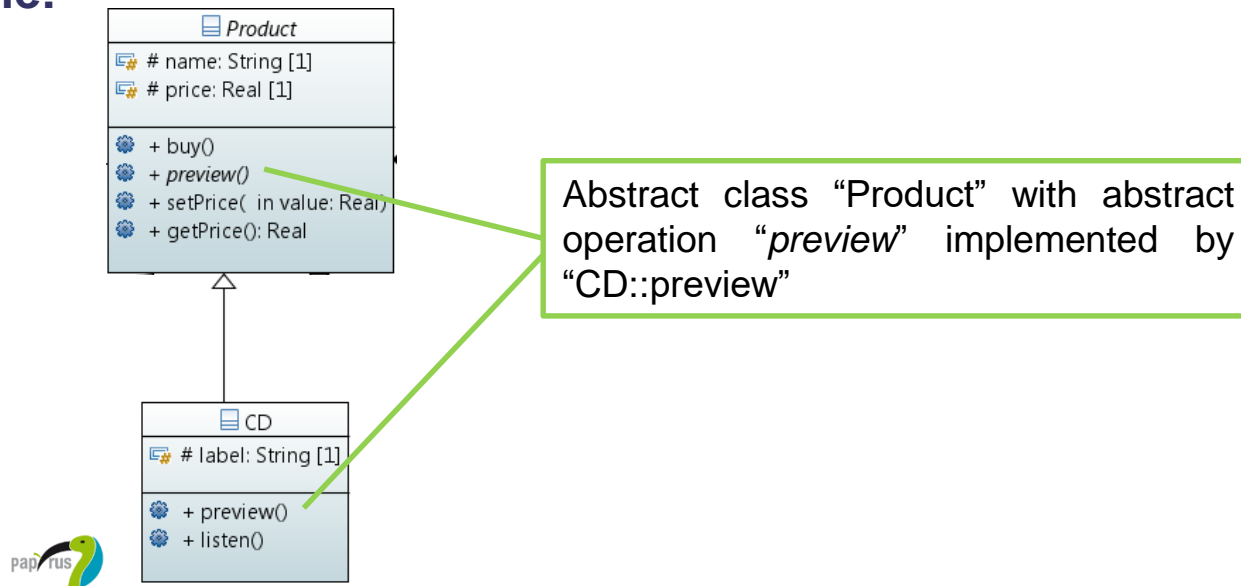 Product
# name: String [1]
# price: Real [1]
+ buy()
+ preview()
+ setPrice( in value: Real)
+ getPrice(): Real
Abstract class “Product” with abstract
operation “preview” implemented by
“CD::preview”
CD
# label: String [1]
+ preview()
+ listen()
papyrus